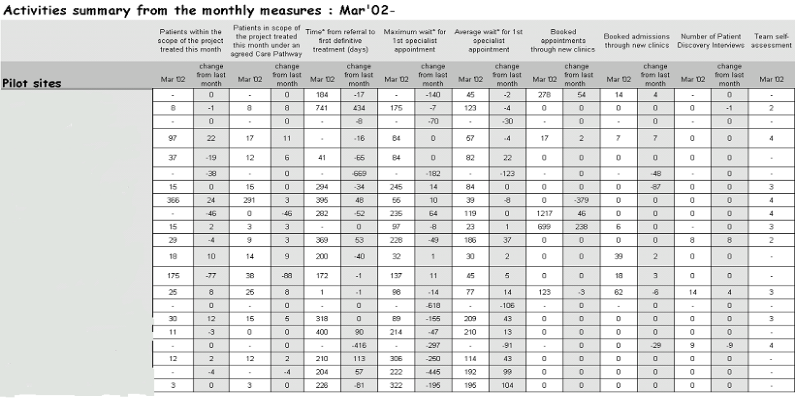 Activities summary from the monthly measures : Mar'02-
Patients within the scope of the project treated this month | Patients in scope of the project treated this month under an agreed Care Pathway | Time* from referral to first definitive treatment (days) | Maximum wait* for 1st specialist appointment | Average wait* for 1st specialist appointment | Booked appointments through new clinics | Booked admissions through new clinics | Number of Patient Discovery Interviews | Team self-assessment
Pilot sites | Mar '02 | change from last month | Mar '02 | change from last month | Mar '02 | change from last month | Mar '02 | change from last month | Mar '02 | change from last month | Mar '02 | change from last month | Mar '02 | change from last month | Mar '02 | change from last month | Mar '02
- 0 - 0 184 -17 - -140 45 -2 278 54 14 4 - 0 -
8 -1 8 8 741 434 175 -7 123 -4 0 0 0 0 0 -1 2
- 0 - 0 - -8 - -70 - -30 - 0 - 0 - 0 -
97 22 17 11 - -16 84 0 57 -4 17 2 7 7 0 0 4
37 -19 12 6 41 -65 84 0 82 22 0 0 0 0 0 0 -
- -38 - 0 - -669 - -182 - -123 - 0 - -48 - 0 -
15 0 15 0 294 -34 245 14 84 0 0 0 0 -87 0 0 3
366 24 291 3 395 48 55 10 39 -8 0 -379 0 0 0 0 4
- -46 0 -46 282 -52 235 64 119 0 1217 46 0 0 0 0 4
15 2 3 3 - 0 97 -8 23 1 699 238 6 0 - 0 3
29 -4 9 3 369 53 228 -49 186 37 0 0 0 0 8 8 2
18 10 14 9 200 -40 32 1 30 2 0 0 39 2 0 0 -
175 -77 38 -88 172 -1 137 11 45 5 0 0 18 3 0 0 -
25 8 25 8 1 -1 98 -14 77 14 123 -3 62 -6 14 4 3
- 0 - 0 - 0 - -618 - -106 - 0 - 0 - 0 -
30 12 15 5 318 0 89 -155 209 43 0 0 0 0 0 0 3
11 -3 0 0 400 90 214 -47 210 13 0 0 0 0 0 0 -
- 0 - 0 - -416 - -297 - -91 - 0 - -29 9 -9 4
12 2 12 2 210 113 306 -250 114 43 0 0 0 0 0 0 -
- -4 - -4 204 57 222 -445 192 99 0 0 0 0 0 0 -
3 0 3 0 226 -81 322 -195 195 104 0 0 0 0 0 0 -